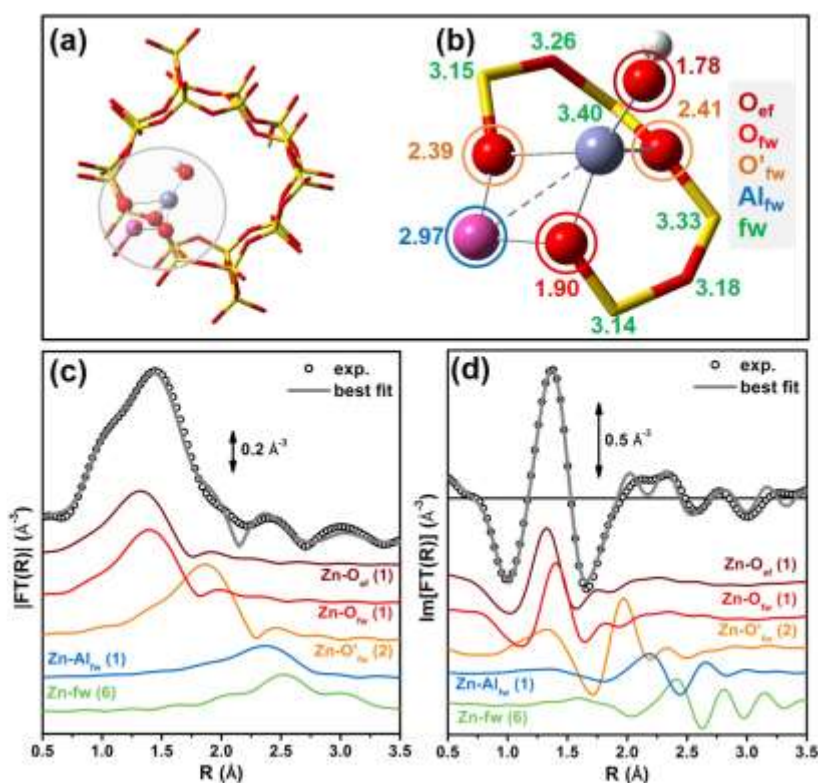 (a)
(b)
3.26
3.15
1.78
3.40
2.41
2.39
2.97
1.90
3.33
3.18
3.14
O_ef
O_fw
O'_fw
Al_fw
fw
(c)
exp.
best fit
0.2 Å⁻³
|FT(R)| (Å⁻³)
Zn-O_ef (1)
Zn-O_fw (1)
Zn-O'_fw (2)
Zn-Al_fw (1)
Zn-fw (6)
0.5 1.0 1.5 2.0 2.5 3.0 3.5
R (Å)
(d)
exp.
best fit
0.5 Å⁻³
Im[FT(R)] (Å⁻³)
Zn-O_ef (1)
Zn-O_fw (1)
Zn-O'_fw (2)
Zn-Al_fw (1)
Zn-fw (6)
0.5 1.0 1.5 2.0 2.5 3.0 3.5
R (Å)